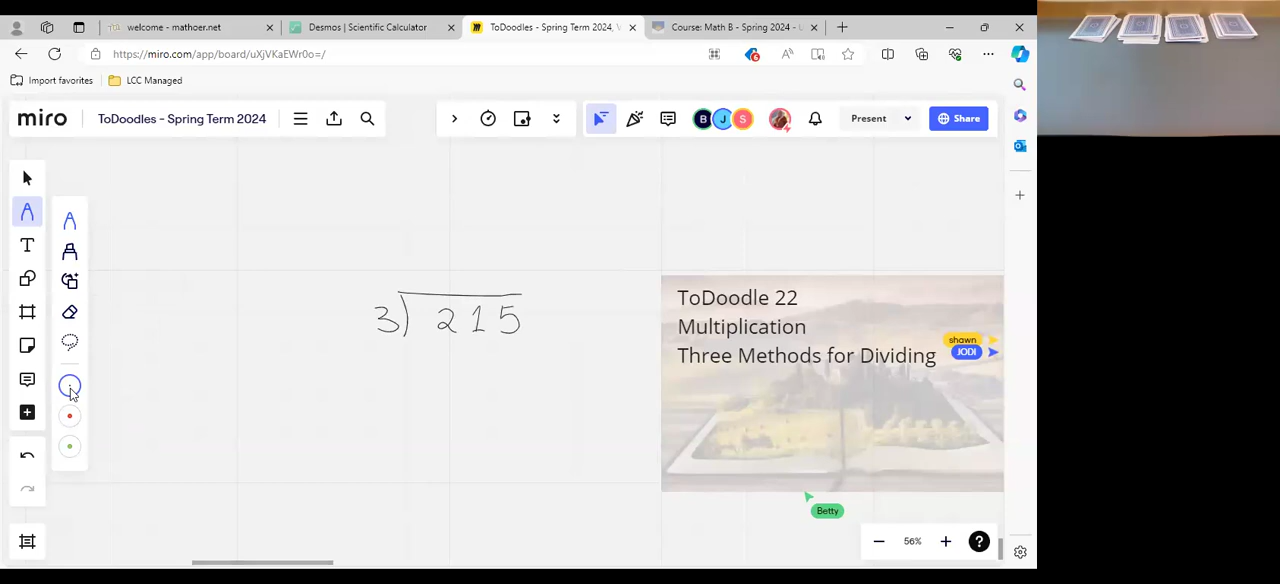 welcome - mathoer.net
Desmos | Scientific Calculator
ToDoodles - Spring Term 2024,
Course: Math B - Spring 2024 -
https://miro.com/app/board/uXjVKaEWr0o=/
Import favorites
LCC Managed
miro
ToDoodles - Spring Term 2024
B
J
S
Present
Share
3) 215
ToDoodle 22
Multiplication
Three Methods for Dividing
shawn
JODI
Betty
56%